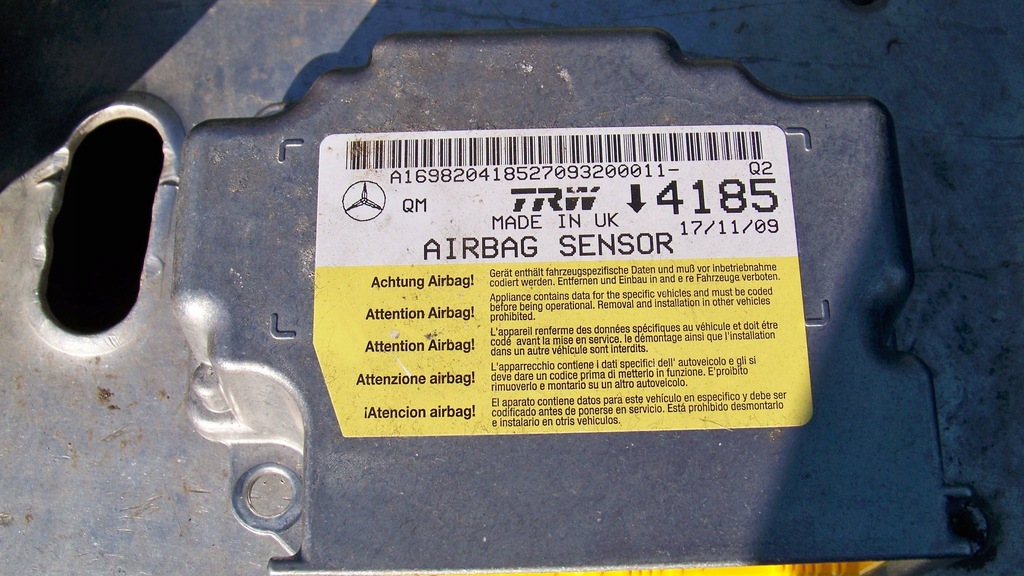 A169820418527093200011-
Q2
QM
TRW
4185
MADE IN UK
17/11/09
AIRBAG SENSOR
Achtung Airbag!
Gerät enthält fahrzeugspezifische Daten und muß vor inbetriebnahme
codiert werden. Entfernen und Einbau in and e re Fahrzeuge verboten.
Attention Airbag!
Appliance contains data for the specific vehicles and must be coded
before being operational. Removal and installation in other vehicles
prohibited.
Attention Airbag!
L'appareil renferme des données spécifiques au véhicule et doit être
codé avant la mise en service. le démontage ainsi que l'installation
dans un autre véhicule sont interdits.
Attenzione airbag!
L'apparecchio contiene i dati specifici dell' autoveicolo e gli si
deve dare un codice prima di metterlo in funzione. E'proibito
rimuoverlo e montarlo su un altro autoveicolo.
¡Atencion airbag!
El aparato contiene datos para este vehículo en especifico y debe ser
codificado antes de ponerse en servicio. Está prohibido desmontarlo
e instalarlo en otris vehiculos.